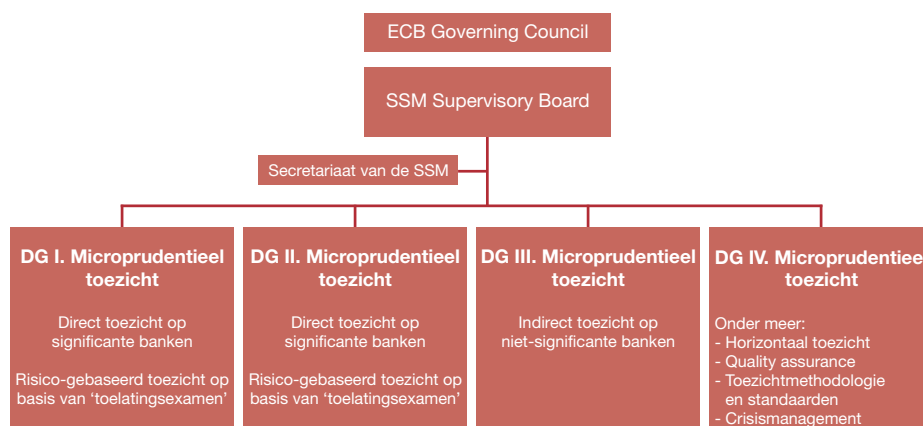 ECB Governing Council
SSM Supervisory Board
Secretariaat van de SSM
DG I. Microprudentieel
toezicht
Direct toezicht op
significante banken
Risico-gebaseerd toezicht op
basis van ‘toelatingsexamen’
DG II. Microprudentieel
toezicht
Direct toezicht op
significante banken
Risico-gebaseerd toezicht op
basis van ‘toelatingsexamen’
DG III. Microprudentieel
toezicht
Indirect toezicht op
niet-significante banken
DG IV. Microprudentieel
toezicht
Onder meer:
- Horizontaal toezicht
- Quality assurance
- Toezichtmethodologie
en standaarden
- Crisismanagement